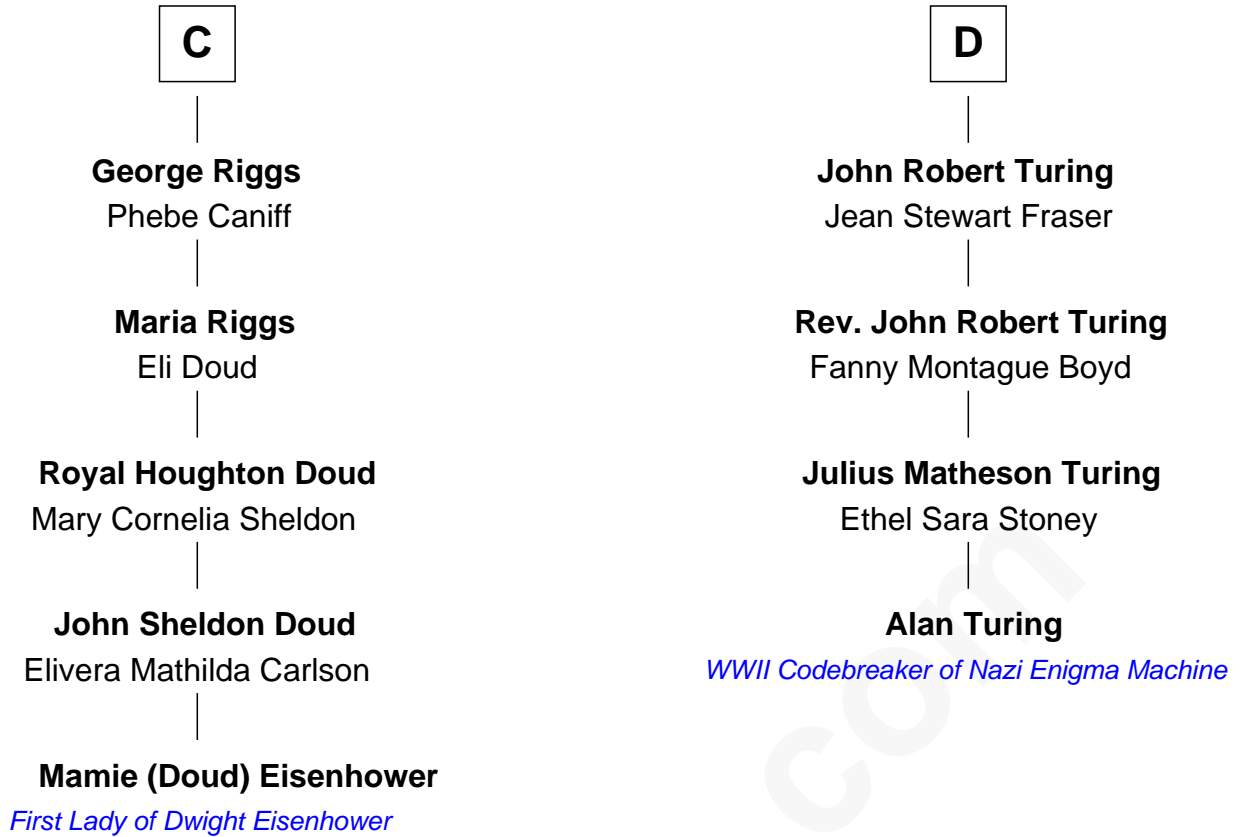 C
George Riggs
Phebe Caniff
Maria Riggs
Eli Doud
Royal Houghton Doud
Mary Cornelia Sheldon
John Sheldon Doud
Elivera Mathilda Carlson
Mamie (Doud) Eisenhower
First Lady of Dwight Eisenhower
D
John Robert Turing
Jean Stewart Fraser
Rev. John Robert Turing
Fanny Montague Boyd
Julius Matheson Turing
Ethel Sara Stoney
Alan Turing
WWII Codebreaker of Nazi Enigma Machine
com